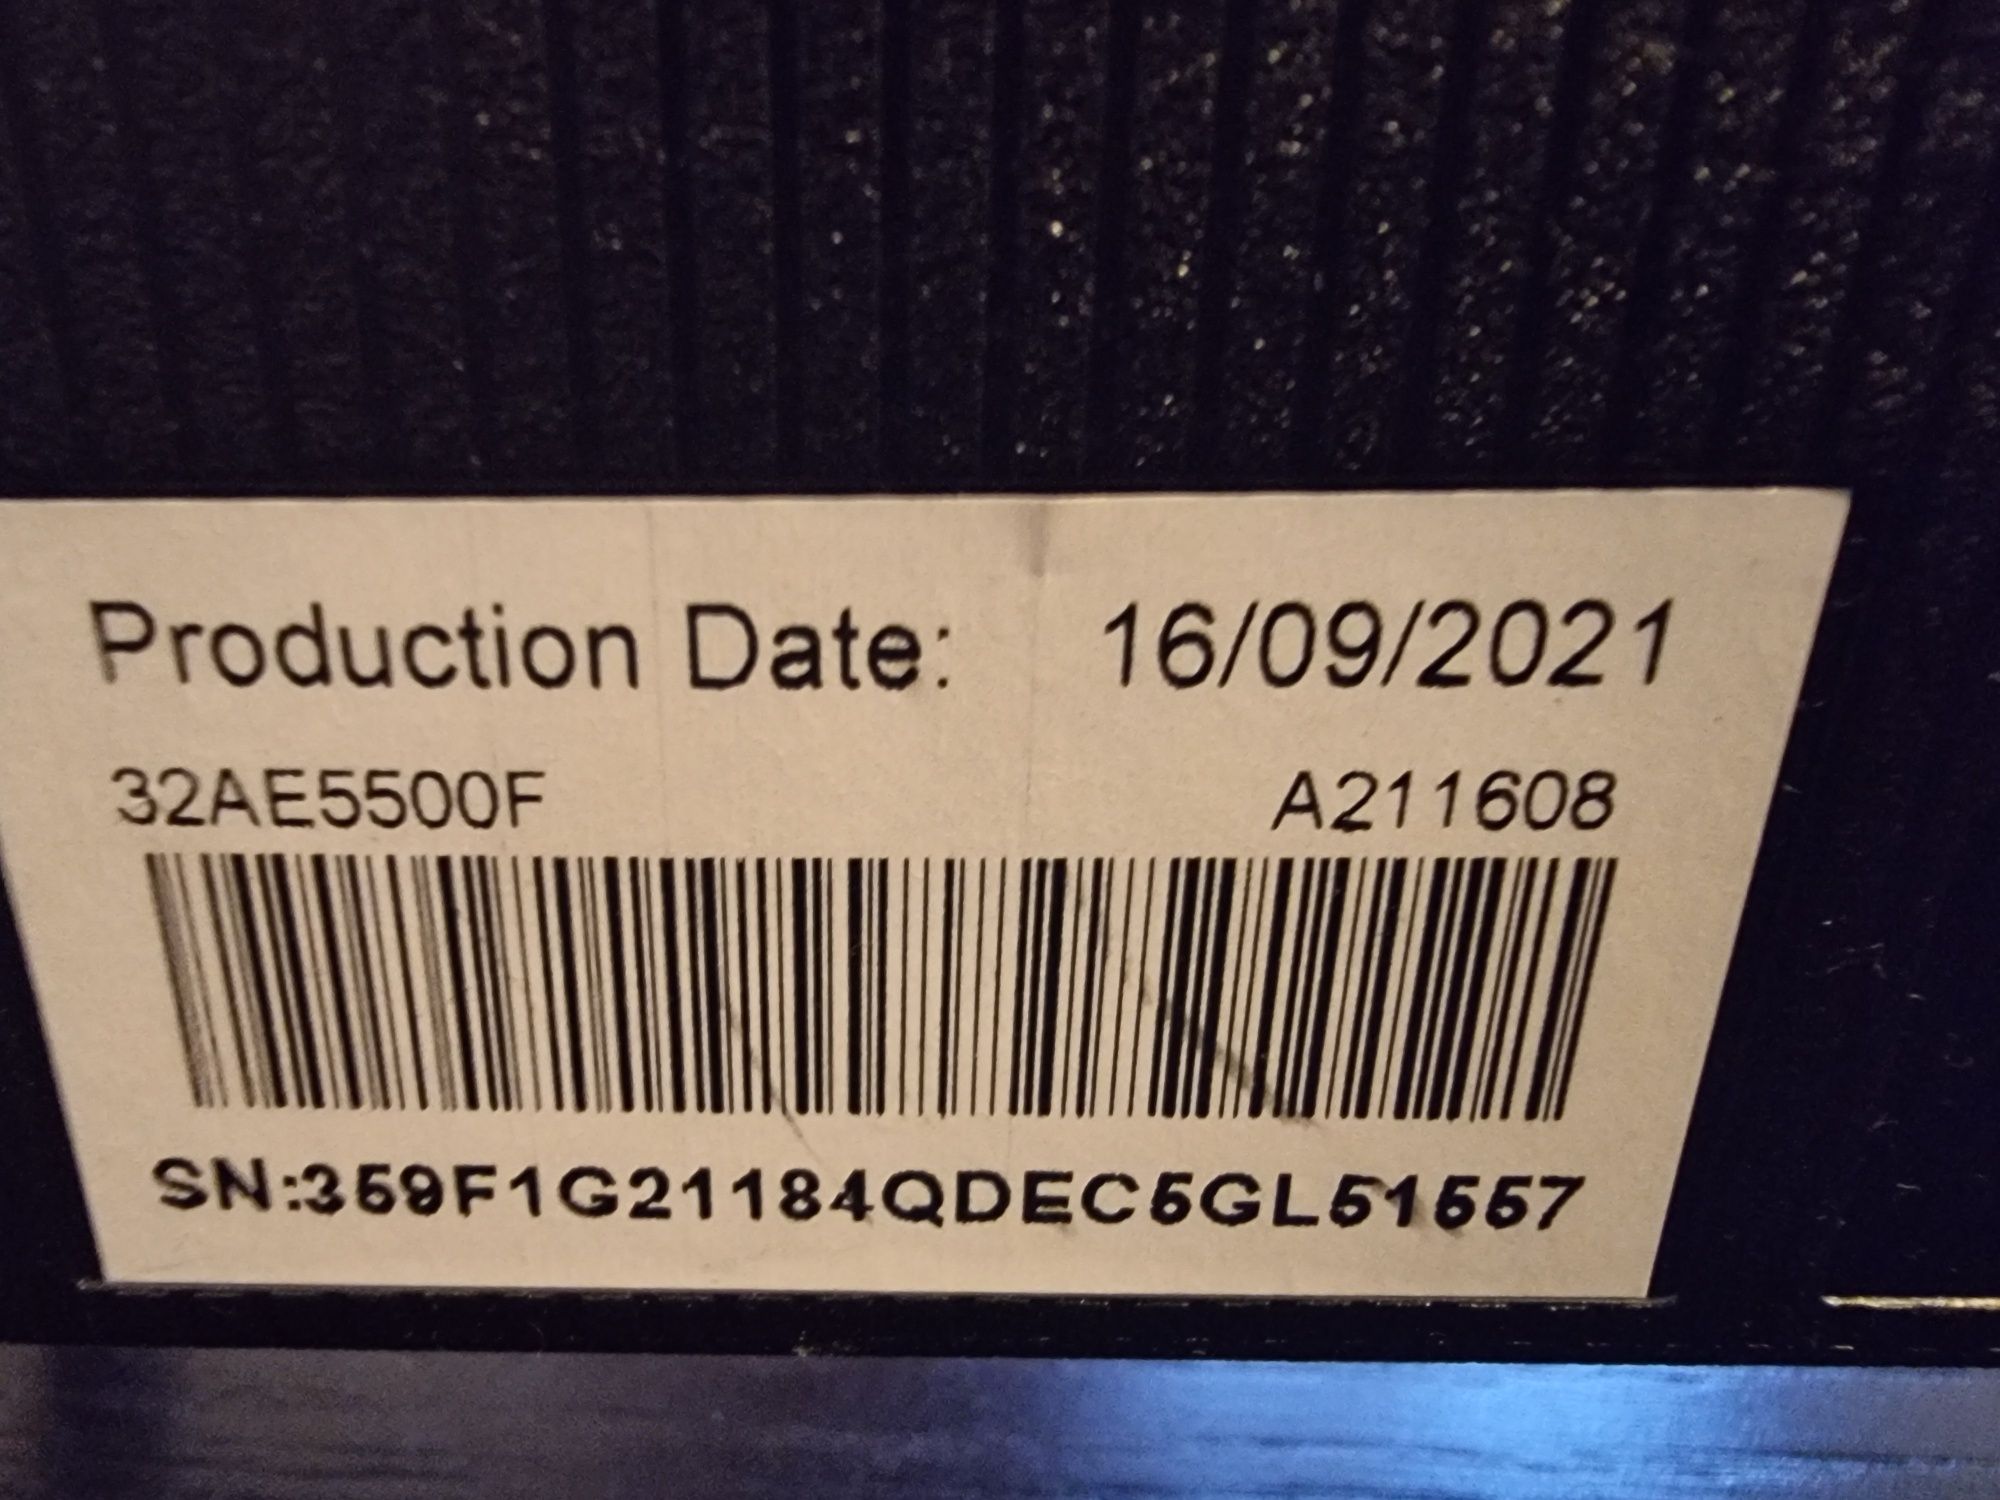 Production Date: 16/09/2021
32AE5500F A211608
SN:359F1G21184QDEC5GL51557